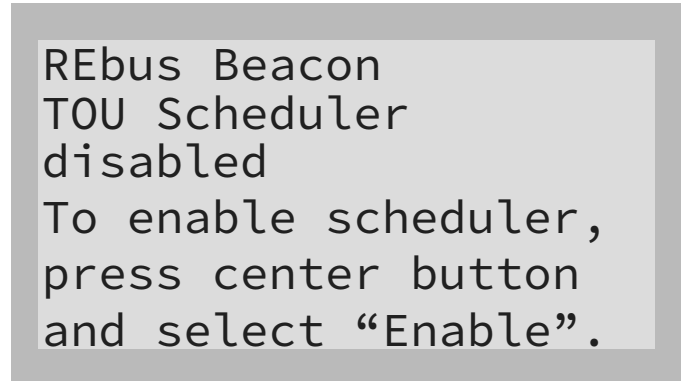 REbus Beacon
TOU Scheduler
disabled
To enable scheduler,
press center button
and select “Enable”.